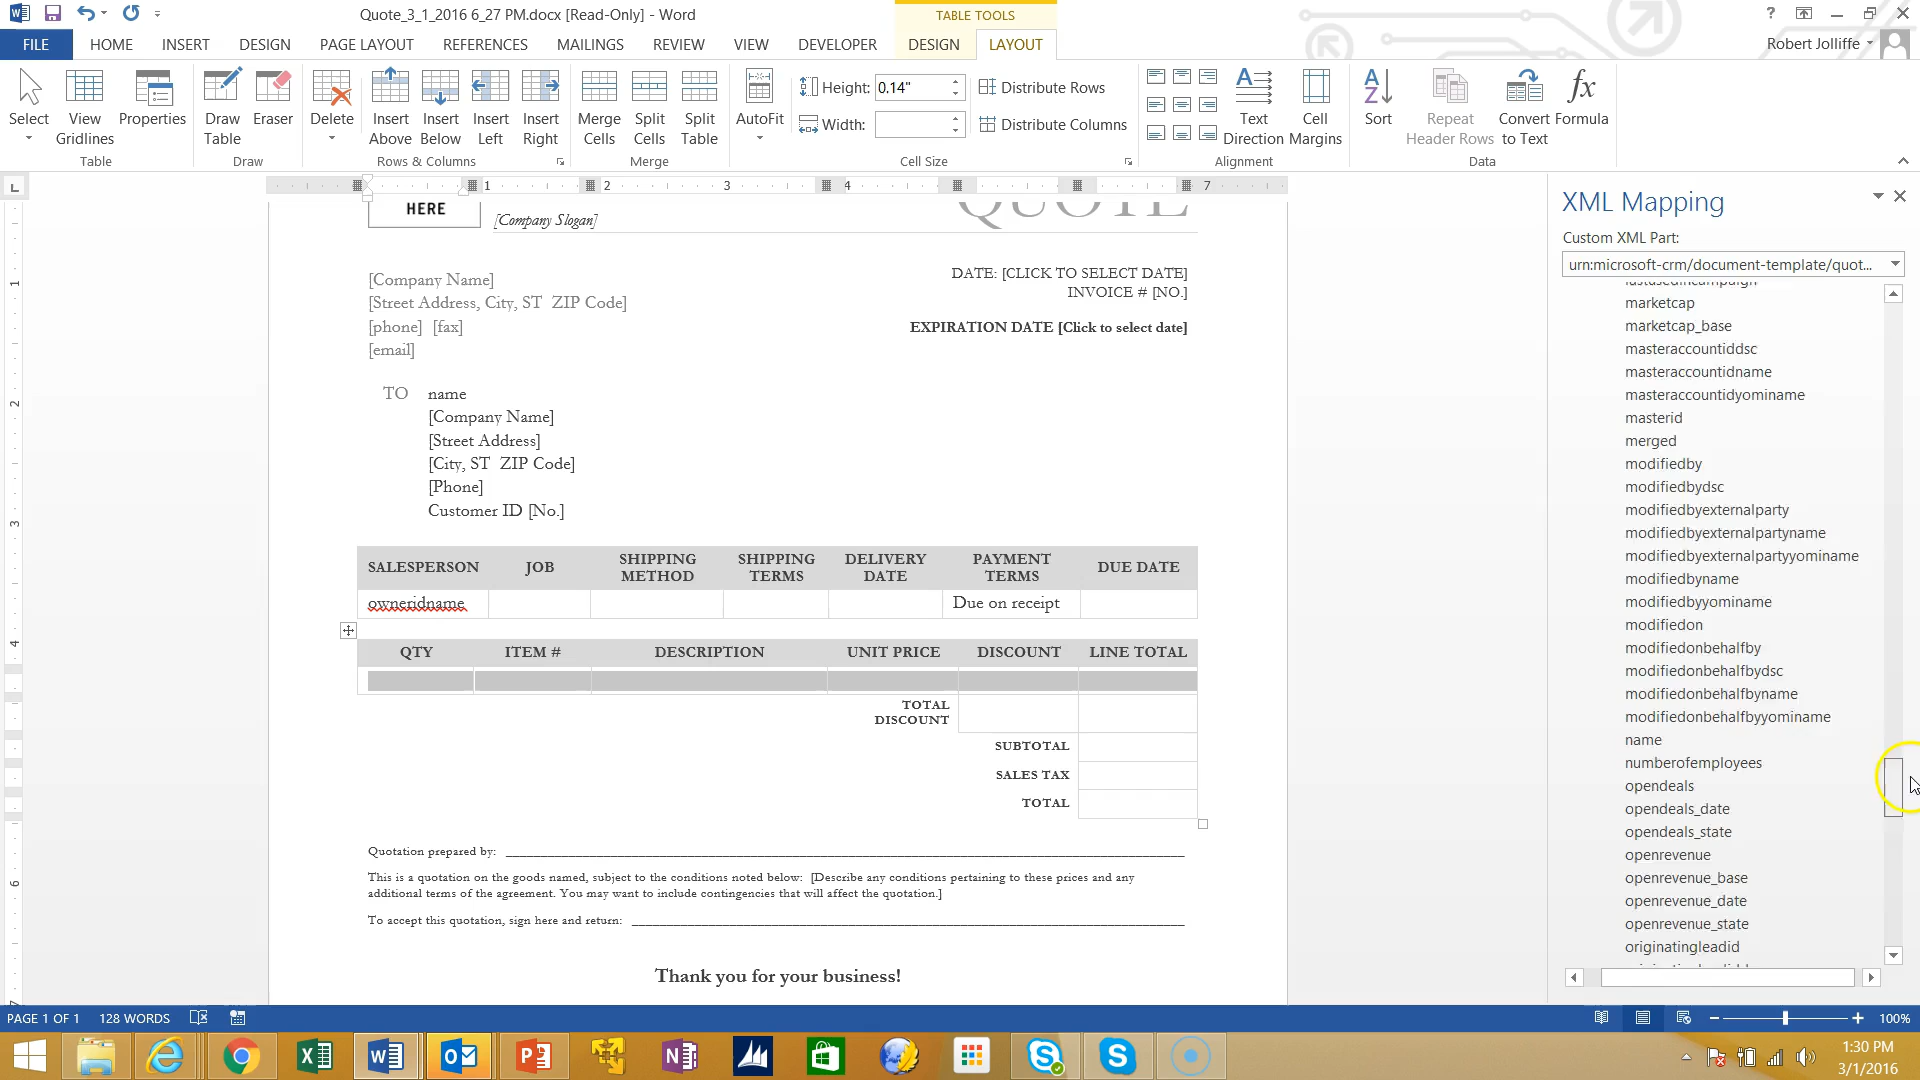 Quote_3_1_2016 6_27 PM.docx [Read-Only] - Word
TABLE TOOLS
?
FILE
HOME
INSERT
DESIGN
PAGE LAYOUT
REFERENCES
MAILINGS
REVIEW
VIEW
DEVELOPER
DESIGN
LAYOUT
Robert Jolliffe
Select
View Gridlines
Properties
Table
Draw Table
Eraser
Draw
Delete
Insert Above
Insert Below
Insert Left
Insert Right
Rows & Columns
Merge Cells
Split Cells
Split Table
Merge
AutoFit
Height: 0.14"
Width:
Distribute Rows
Distribute Columns
Cell Size
Text Direction
Cell Margins
Alignment
Sort
Repeat Header Rows
Convert to Text
Formula
Data
1 2 3 4 7
HERE
[Company Slogan]
QUOTE
[Company Name]
[Street Address, City, ST ZIP Code]
[phone] [fax]
[email]
DATE: [CLICK TO SELECT DATE]
INVOICE # [NO.]
EXPIRATION DATE [Click to select date]
TO name
[Company Name]
[Street Address]
[City, ST ZIP Code]
[Phone]
Customer ID [No.]
SALESPERSON JOB SHIPPING METHOD SHIPPING TERMS DELIVERY DATE PAYMENT TERMS DUE DATE
owneridname Due on receipt
QTY ITEM # DESCRIPTION UNIT PRICE DISCOUNT LINE TOTAL
TOTAL DISCOUNT
SUBTOTAL
SALES TAX
TOTAL
Quotation prepared by:
This is a quotation on the goods named, subject to the conditions noted below: [Describe any conditions pertaining to these prices and any
additional terms of the agreement. You may want to include contingencies that will affect the quotation.]
To accept this quotation, sign here and return:
Thank you for your business!
XML Mapping
Custom XML Part:
urn:microsoft-crm/document-template/quot...
lastusedincampaign
marketcap
marketcap_base
masteraccountiddsc
masteraccountidname
masteraccountidyominame
masterid
merged
modifiedby
modifiedbydsc
modifiedbyexternalparty
modifiedbyexternalpartyname
modifiedbyexternalpartyyominame
modifiedbyname
modifiedbyyominame
modifiedon
modifiedonbehalfby
modifiedonbehalfbydsc
modifiedonbehalfbyname
modifiedonbehalfbyyominame
name
numberofemployees
opendeals
opendeals_date
opendeals_state
openrevenue
openrevenue_base
openrevenue_date
openrevenue_state
originatingleadid
PAGE 1 OF 1
128 WORDS
100%
1:30 PM
3/1/2016